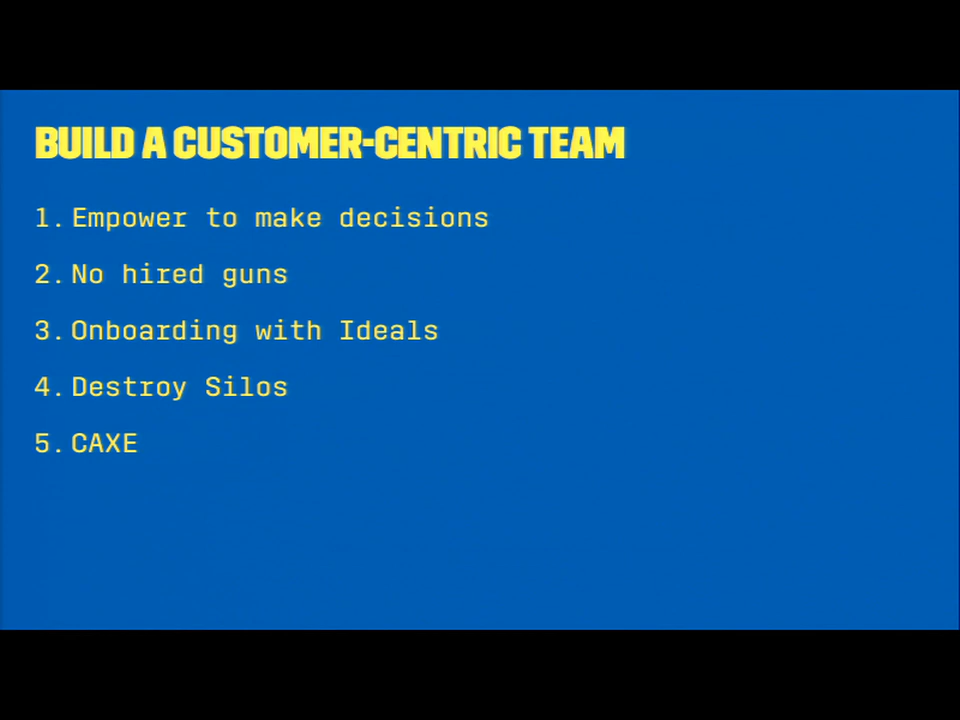 BUILD A CUSTOMER-CENTRIC TEAM
1. Empower to make decisions
2. No hired guns
3. Onboarding with Ideals
4. Destroy Silos
5. CAXE